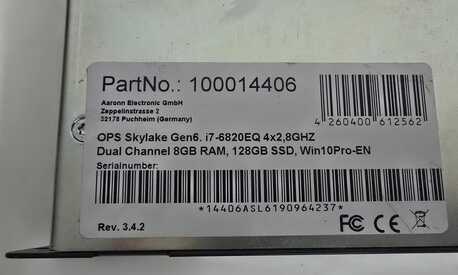 PartNo.: 100014406
Aaronn Electronic GmbH
Zeppelinstrasse 2
82178 Puchheim (Germany)
4 260400 612562
OPS Skylake Gen6, i7-6820EQ 4x2,8GHZ
Dual Channel 8GB RAM, 128GB SSD, Win10Pro-EN
Serialnumber:
*14406ASL6190964237*
Rev. 3.4.2
FC CE